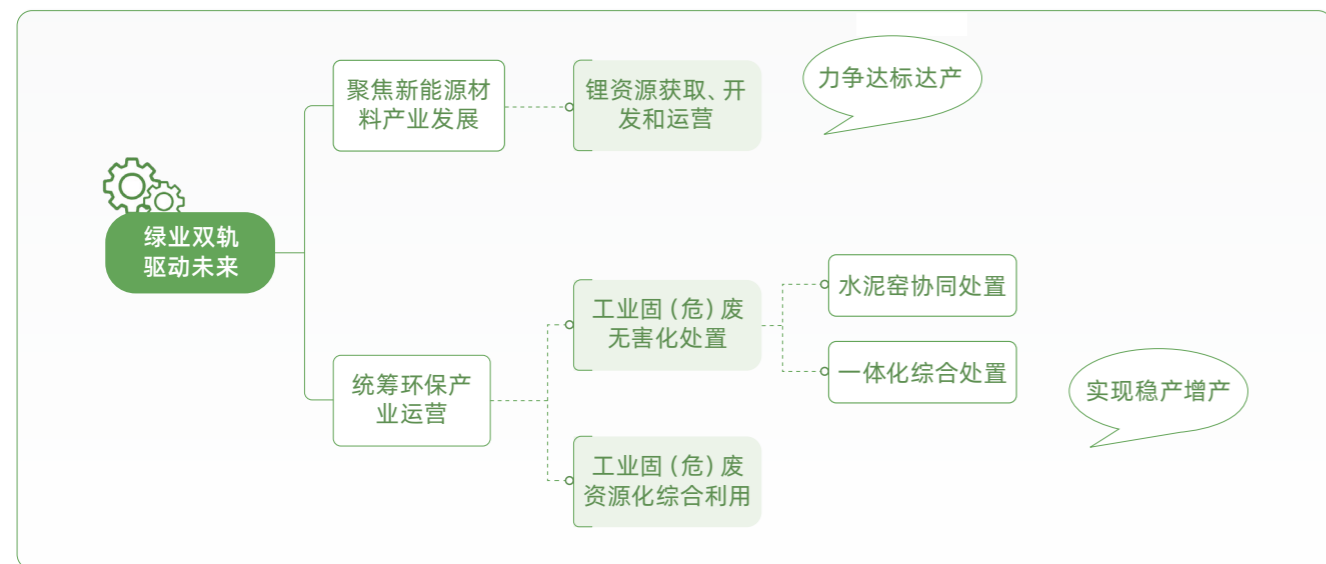 聚焦新能源材
料产业发展
锂资源获取、开
发和运营
力争达标达产
绿业双轨
驱动未来
工业固（危）废
无害化处置
水泥窑协同处置
一体化综合处置
统筹环保产
业运营
实现稳产增产
工业固（危）废
资源化综合利用